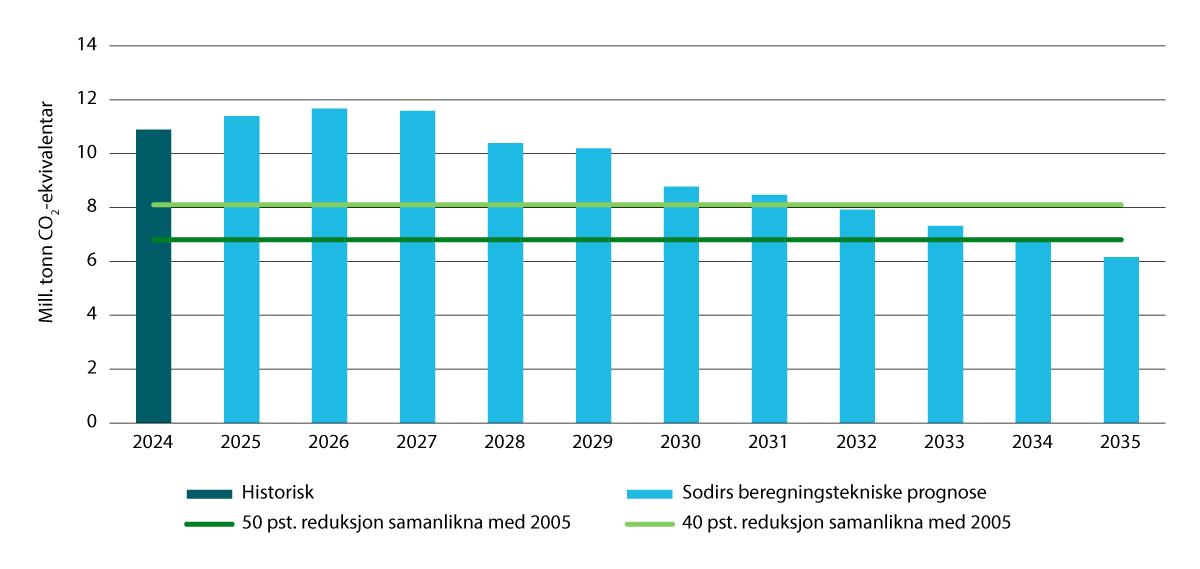 Mill. tonn CO₂-ekvivalentar
14
12
10
8
6
4
2
0
2024 2025 2026 2027 2028 2029 2030 2031 2032 2033 2034 2035
Historisk Sodirs beregningstekniske prognose
50 pst. reduksjon samanlikna med 2005 40 pst. reduksjon samanlikna med 2005